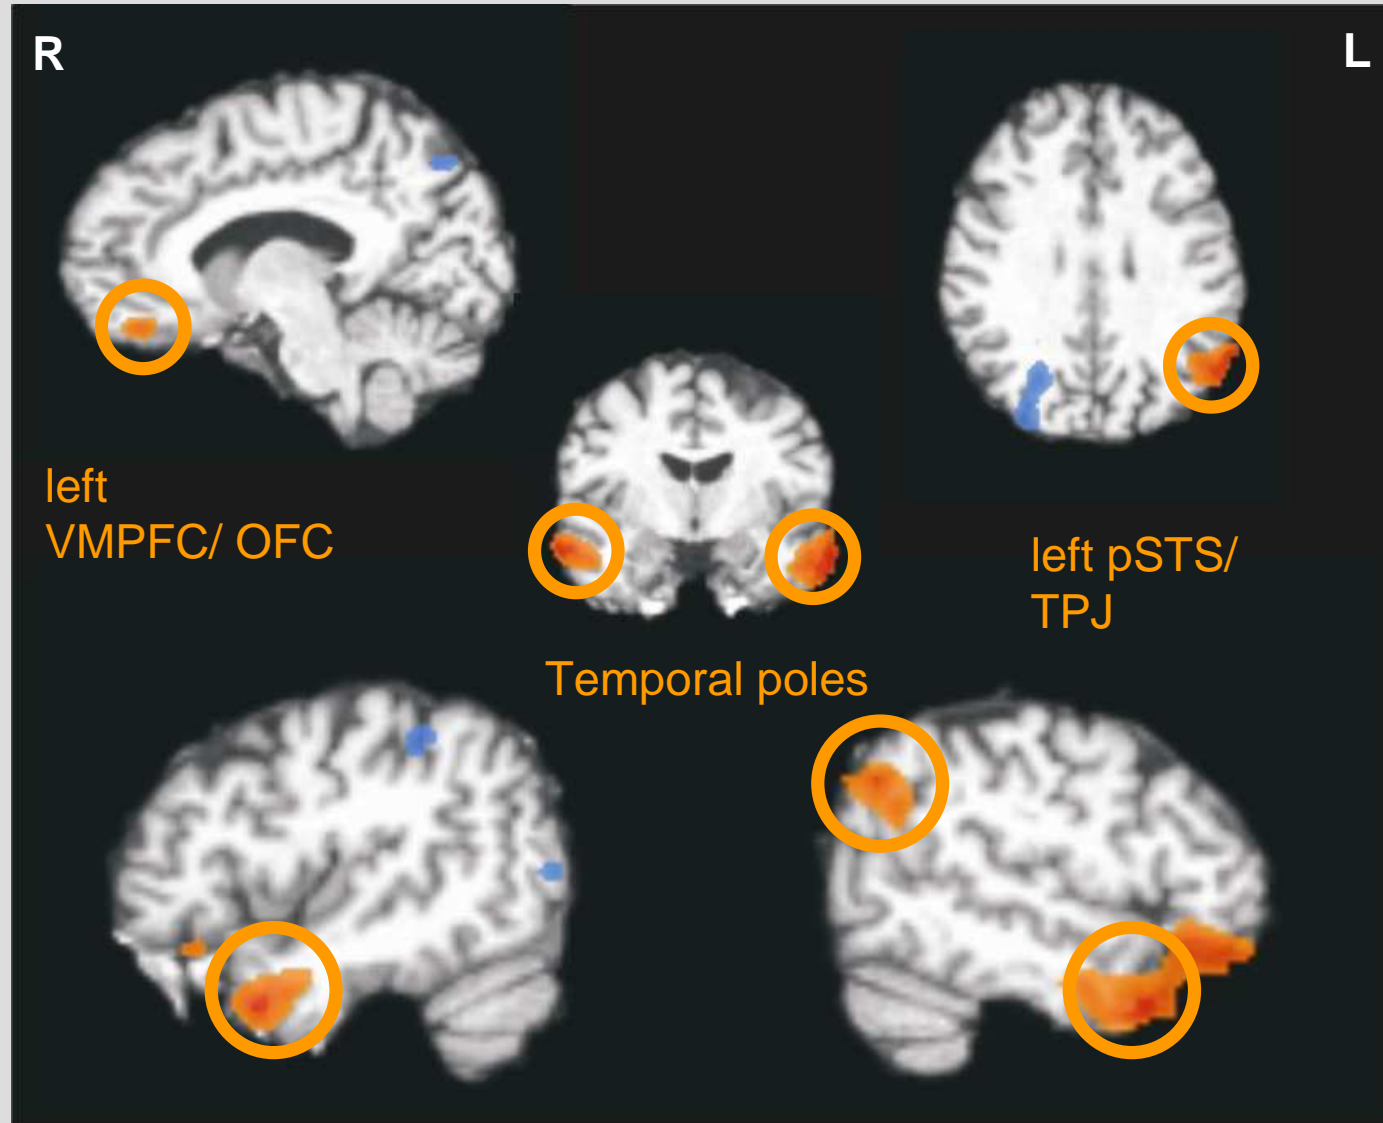 R
L
left
VMPFC/ OFC
left pSTS/
TPJ
Temporal poles